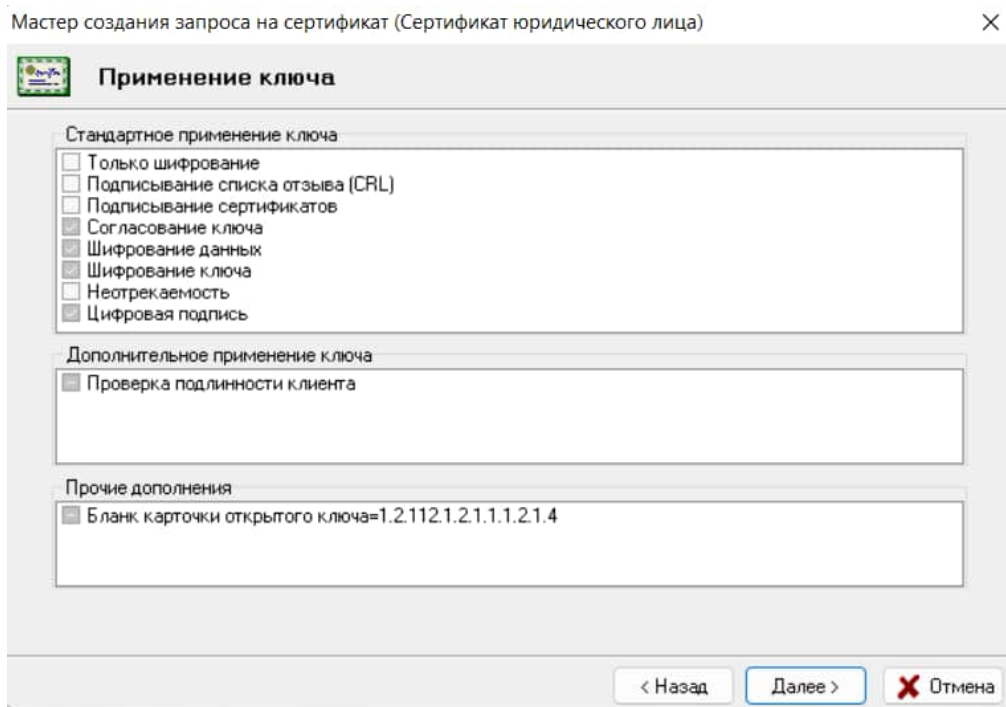 Мастер создания запроса на сертификат (Сертификат юридического лица)
Применение ключа
Стандартное применение ключа
Только шифрование
Подписывание списка отзыва (CRL)
Подписывание сертификатов
Согласование ключа
Шифрование данных
Шифрование ключа
Неотрекаемость
Цифровая подпись
Дополнительное применение ключа
Проверка подлинности клиента
Прочие дополнения
Бланк карточки открытого ключа=1.2.112.1.2.1.1.1.2.1.4
< Назад Далее > Отмена